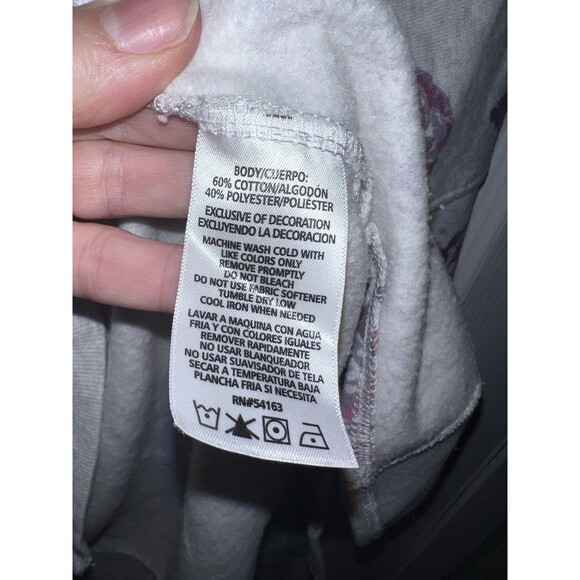 BODY/CUERPO:
60% COTTON/ALGODÓN
40% POLYESTER/POLIÉSTER
EXCLUSIVE OF DECORATION
EXCLUYENDO LA DECORACION
MACHINE WASH COLD WITH
LIKE COLORS ONLY
REMOVE PROMPTLY
DO NOT BLEACH
DO NOT USE FABRIC SOFTENER
TUMBLE DRY LOW
COOL IRON WHEN NEEDED
LAVAR A MAQUINA CON AGUA
FRIA Y CON COLORES IGUALES
REMOVER RAPIDAMENTE
NO USAR BLANQUEADOR
NO USAR SUAVISADOR DE TELA
SECAR A TEMPERATURA BAJA
PLANCHA FRIA SI NECESITA
RN#54163